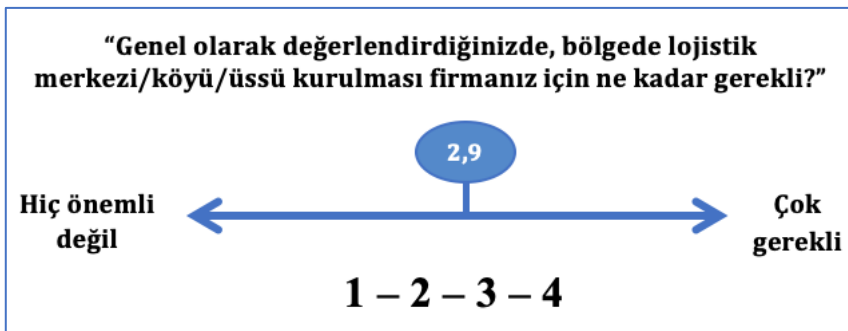 “Genel olarak değerlendirdiğinizde, bölgede lojistik
merkezi/köyü/üssü kurulması firmanız için ne kadar gerekli?”
2,9
Hiç önemli
değil
Çok
gerekli
1 – 2 – 3 – 4